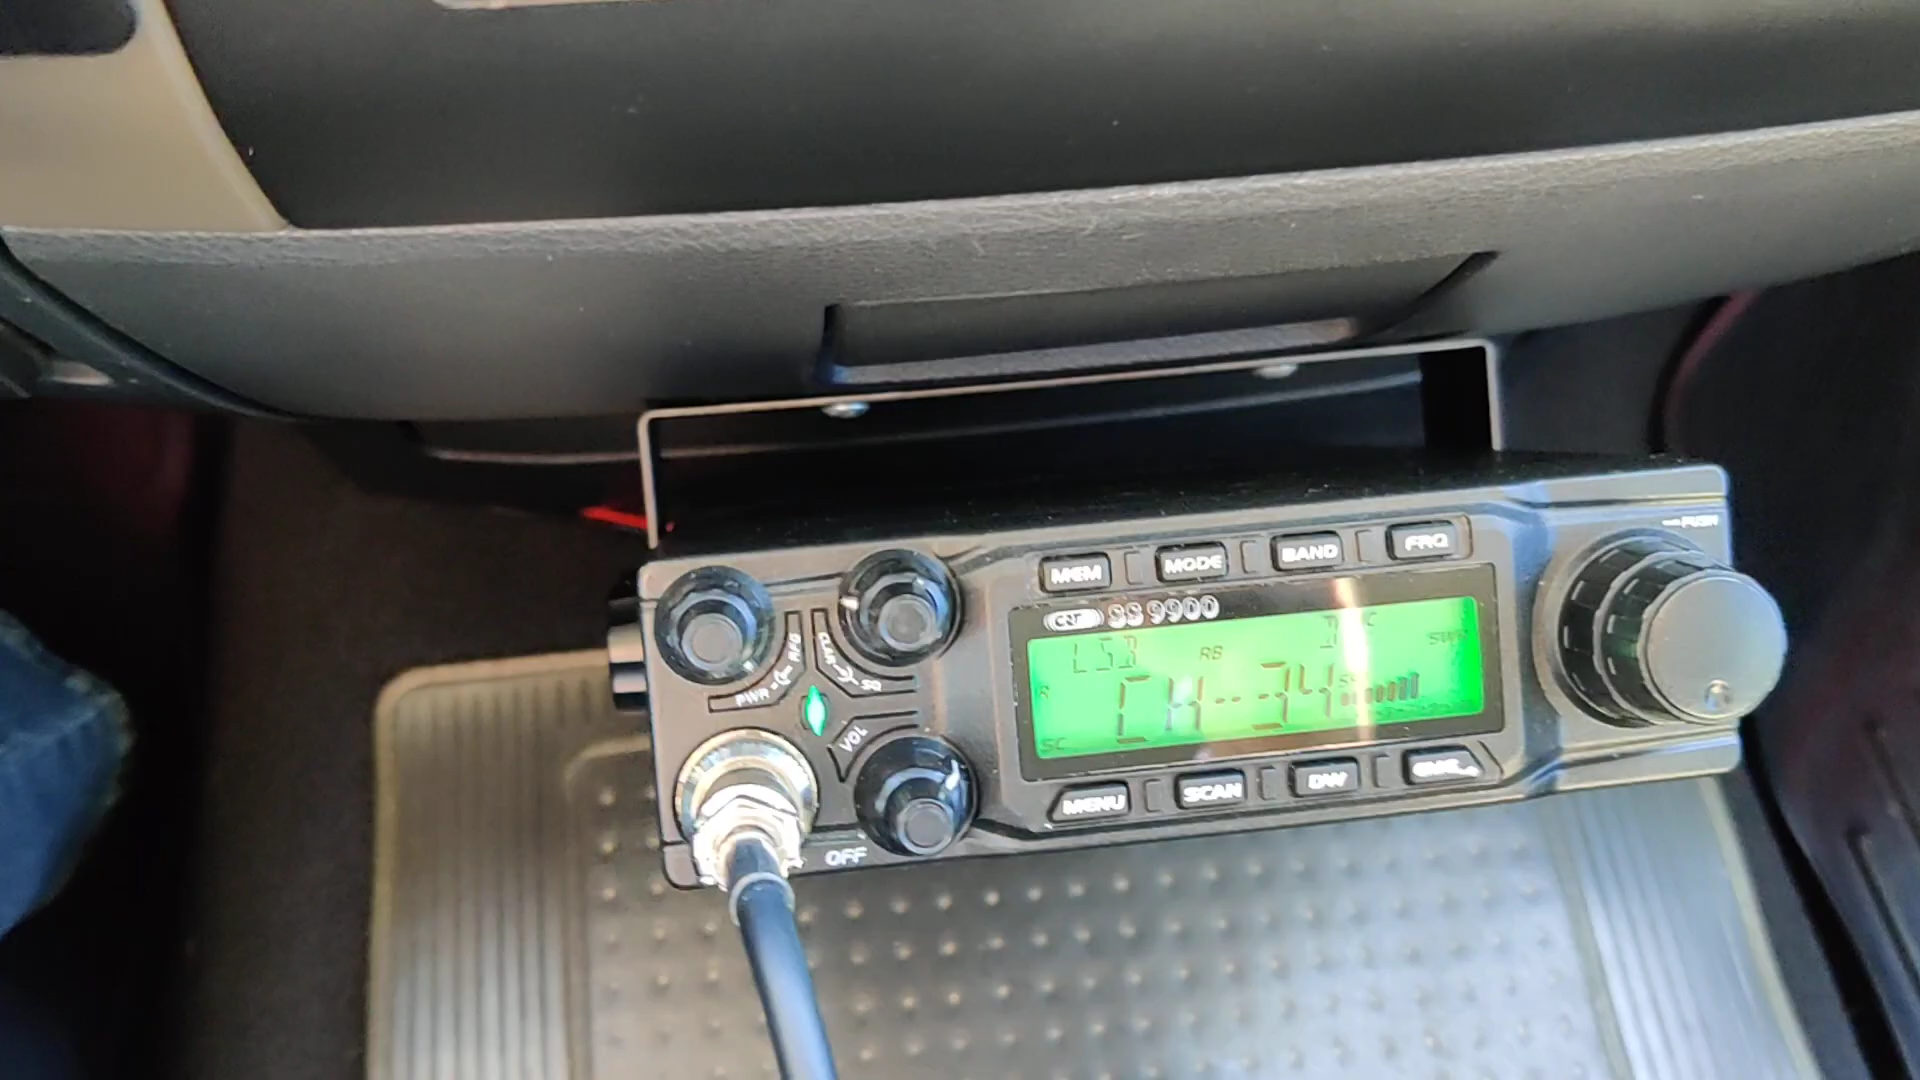 PUSH
MEM MODE BAND FRQ
CRT SS 9900
LSB RB
SWR
R CH--34
SC
PWR RFG CLAR SQ
VOL
OFF
MENU SCAN DW